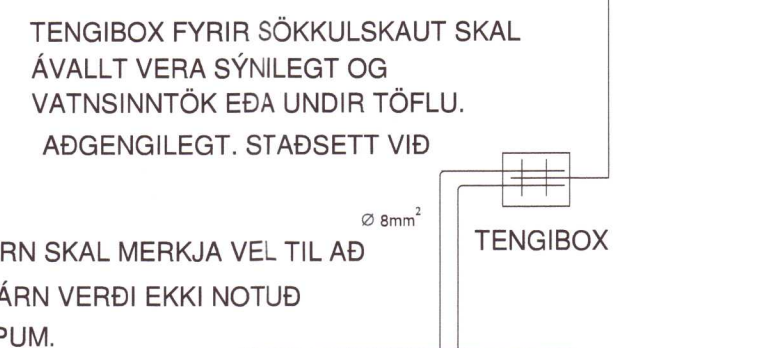 TENGIBOX FYRIR SÖKKULSKAUT SKAL
ÁVALLT VERA SÝNILEGT OG
VATNSINNTÖK EÐA UNDIR TÖFLU.
AÐGENGILEGT. STAÐSETT VIÐ
Ø 8mm²
TENGIBOX
RN SKAL MERKJA VEL TIL AÐ
ÁRN VERÐI EKKI NOTUÐ
PUM.